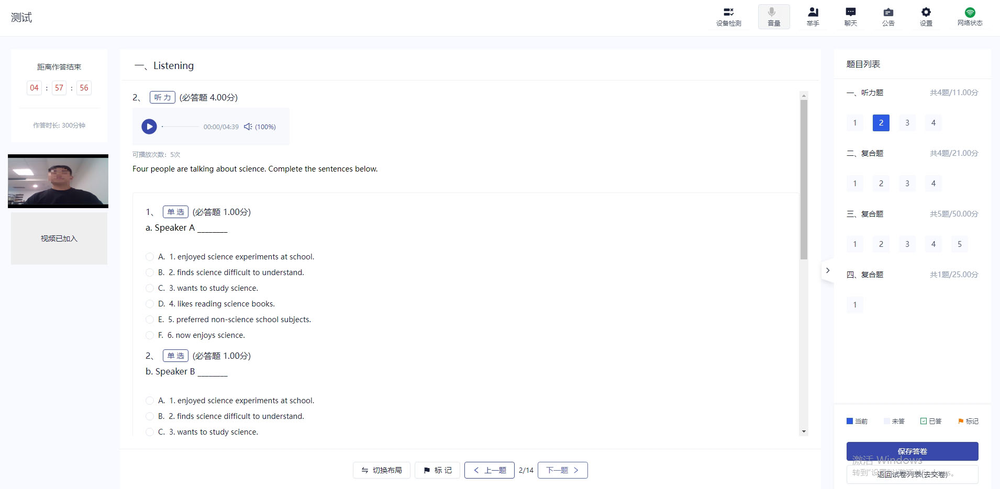 测试
设备检测
音量
举手
聊天
公告
设置
网络状态
距离作答结束
04 : 57 : 56
作答时长: 300分钟
视频已加入
一、Listening
2、 听 力 (必答题 4.00分)
00:00/04:39 (100%)
可播放次数：5次
Four people are talking about science. Complete the sentences below.
1、 单 选 (必答题 1.00分)
a. Speaker A _______
A. 1. enjoyed science experiments at school.
B. 2. finds science difficult to understand.
C. 3. wants to study science.
D. 4. likes reading science books.
E. 5. preferred non-science school subjects.
F. 6. now enjoys science.
2、 单 选 (必答题 1.00分)
b. Speaker B _______
A. 1. enjoyed science experiments at school.
B. 2. finds science difficult to understand.
C. 3. wants to study science.
切换布局 标 记 上一题 2/14 下一题
题目列表
一、听力题 共4题/11.00分
1 2 3 4
二、复合题 共4题/21.00分
1 2 3 4
三、复合题 共5题/50.00分
1 2 3 4 5
四、复合题 共1题/25.00分
1
当前 未答 已答 标记
保存答卷
激活 Windows
返回试卷列表(去交卷)
转到"设置"以激活 Windows。